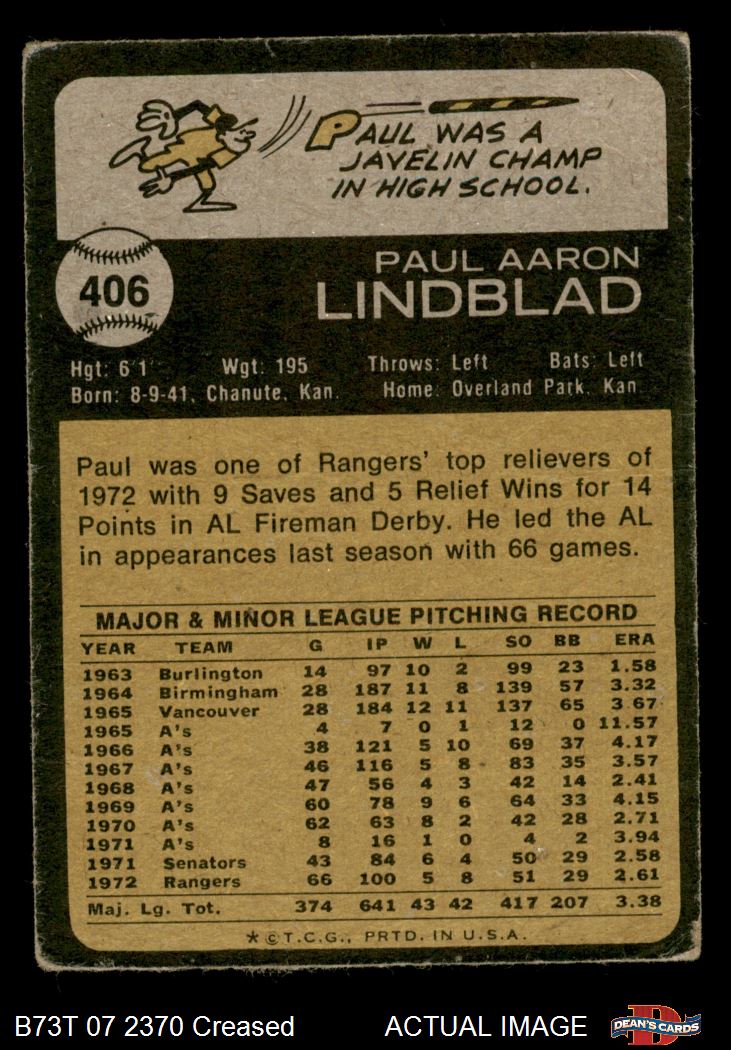 PAUL WAS A
JAVELIN CHAMP
IN HIGH SCHOOL.
406
PAUL AARON
LINDBLAD
Hgt: 6'1" Wgt: 195 Throws: Left Bats: Left
Born: 8-9-41, Chanute, Kan. Home: Overland Park, Kan.
Paul was one of Rangers' top relievers of
1972 with 9 Saves and 5 Relief Wins for 14
Points in AL Fireman Derby. He led the AL
in appearances last season with 66 games.
MAJOR & MINOR LEAGUE PITCHING RECORD
YEAR TEAM G IP W L SO BB ERA
1963 Burlington 14 97 10 2 99 23 1.58
1964 Birmingham 28 187 11 8 139 57 3.32
1965 Vancouver 28 184 12 11 137 65 3.67
1965 A's 4 7 0 1 12 0 11.57
1966 A's 38 121 5 10 69 37 4.17
1967 A's 46 116 5 8 83 35 3.57
1968 A's 47 56 4 3 42 14 2.41
1969 A's 60 78 9 6 64 33 4.15
1970 A's 62 63 8 2 42 28 2.71
1971 A's 8 16 1 0 4 2 3.94
1971 Senators 43 84 6 4 50 29 2.58
1972 Rangers 66 100 5 8 51 29 2.61
Maj. Lg. Tot. 374 641 43 42 417 207 3.38
* © T.C.G., PRTD. IN U.S.A.
B73T 07 2370 Creased ACTUAL IMAGE
D
DEAN'S CARDS